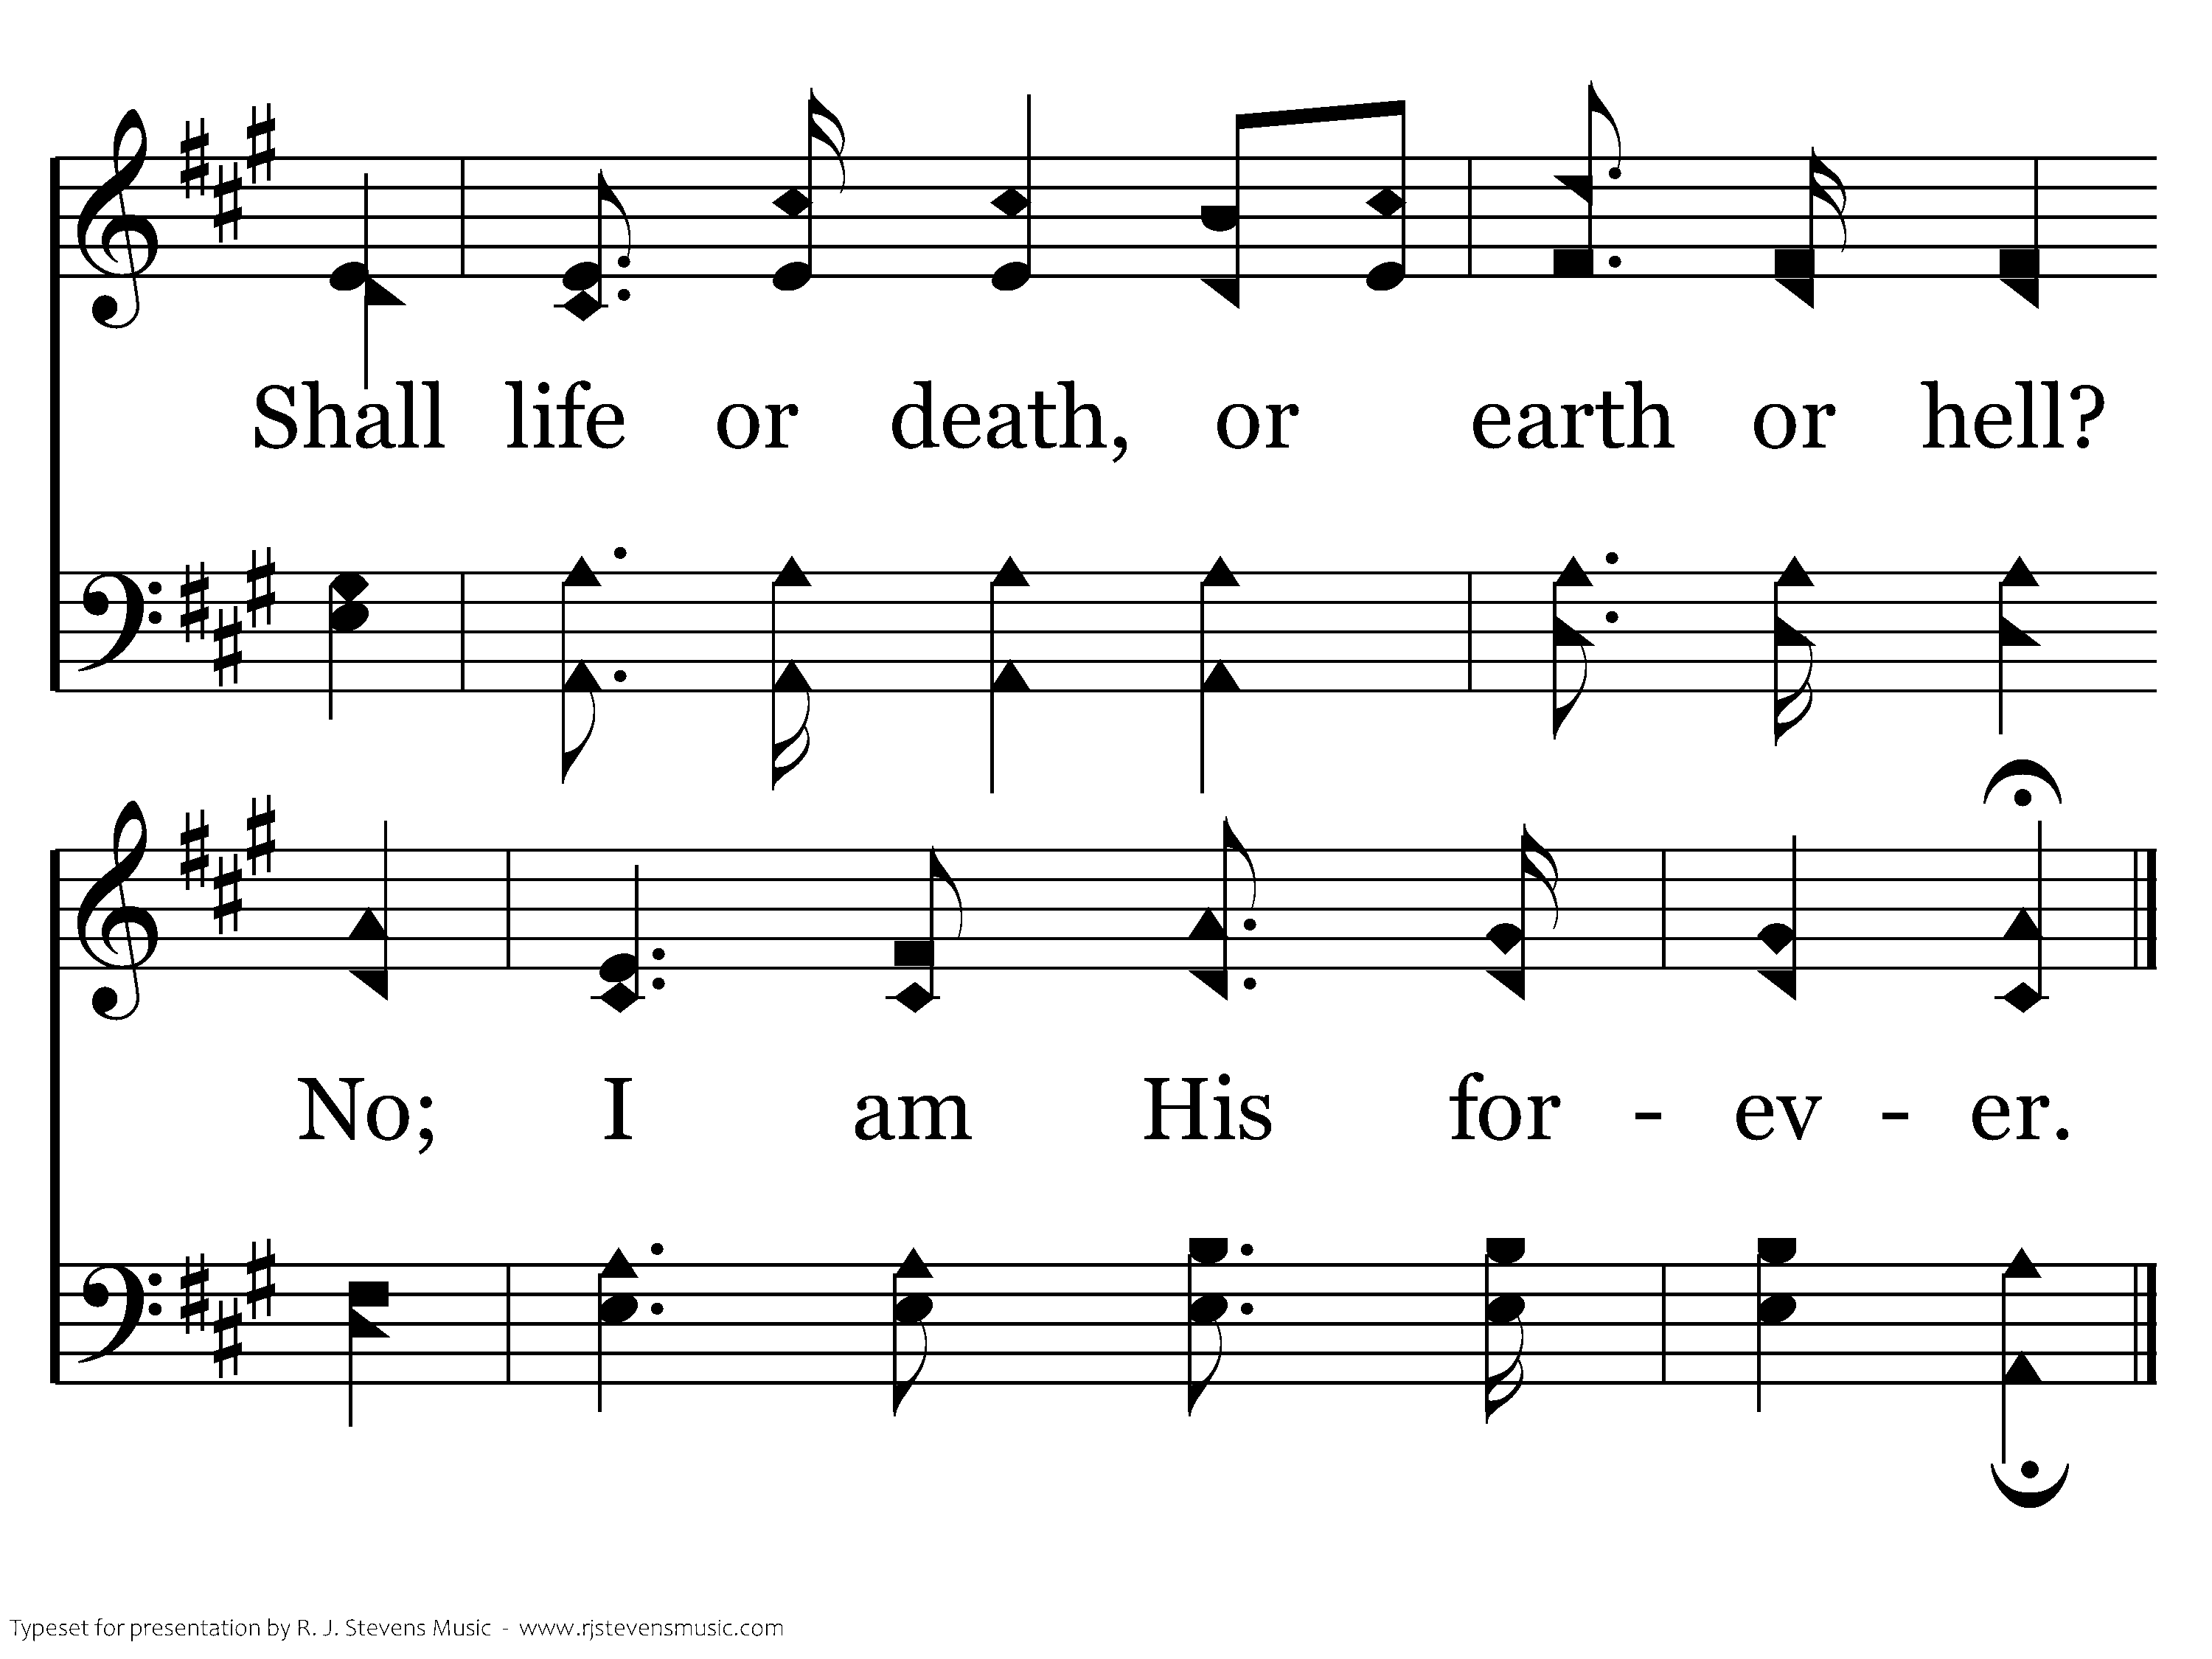 Shall life or death, or earth or hell?
No; I am His for - ev - er.
Typeset for presentation by R. J. Stevens Music - www.rjstevensmusic.com